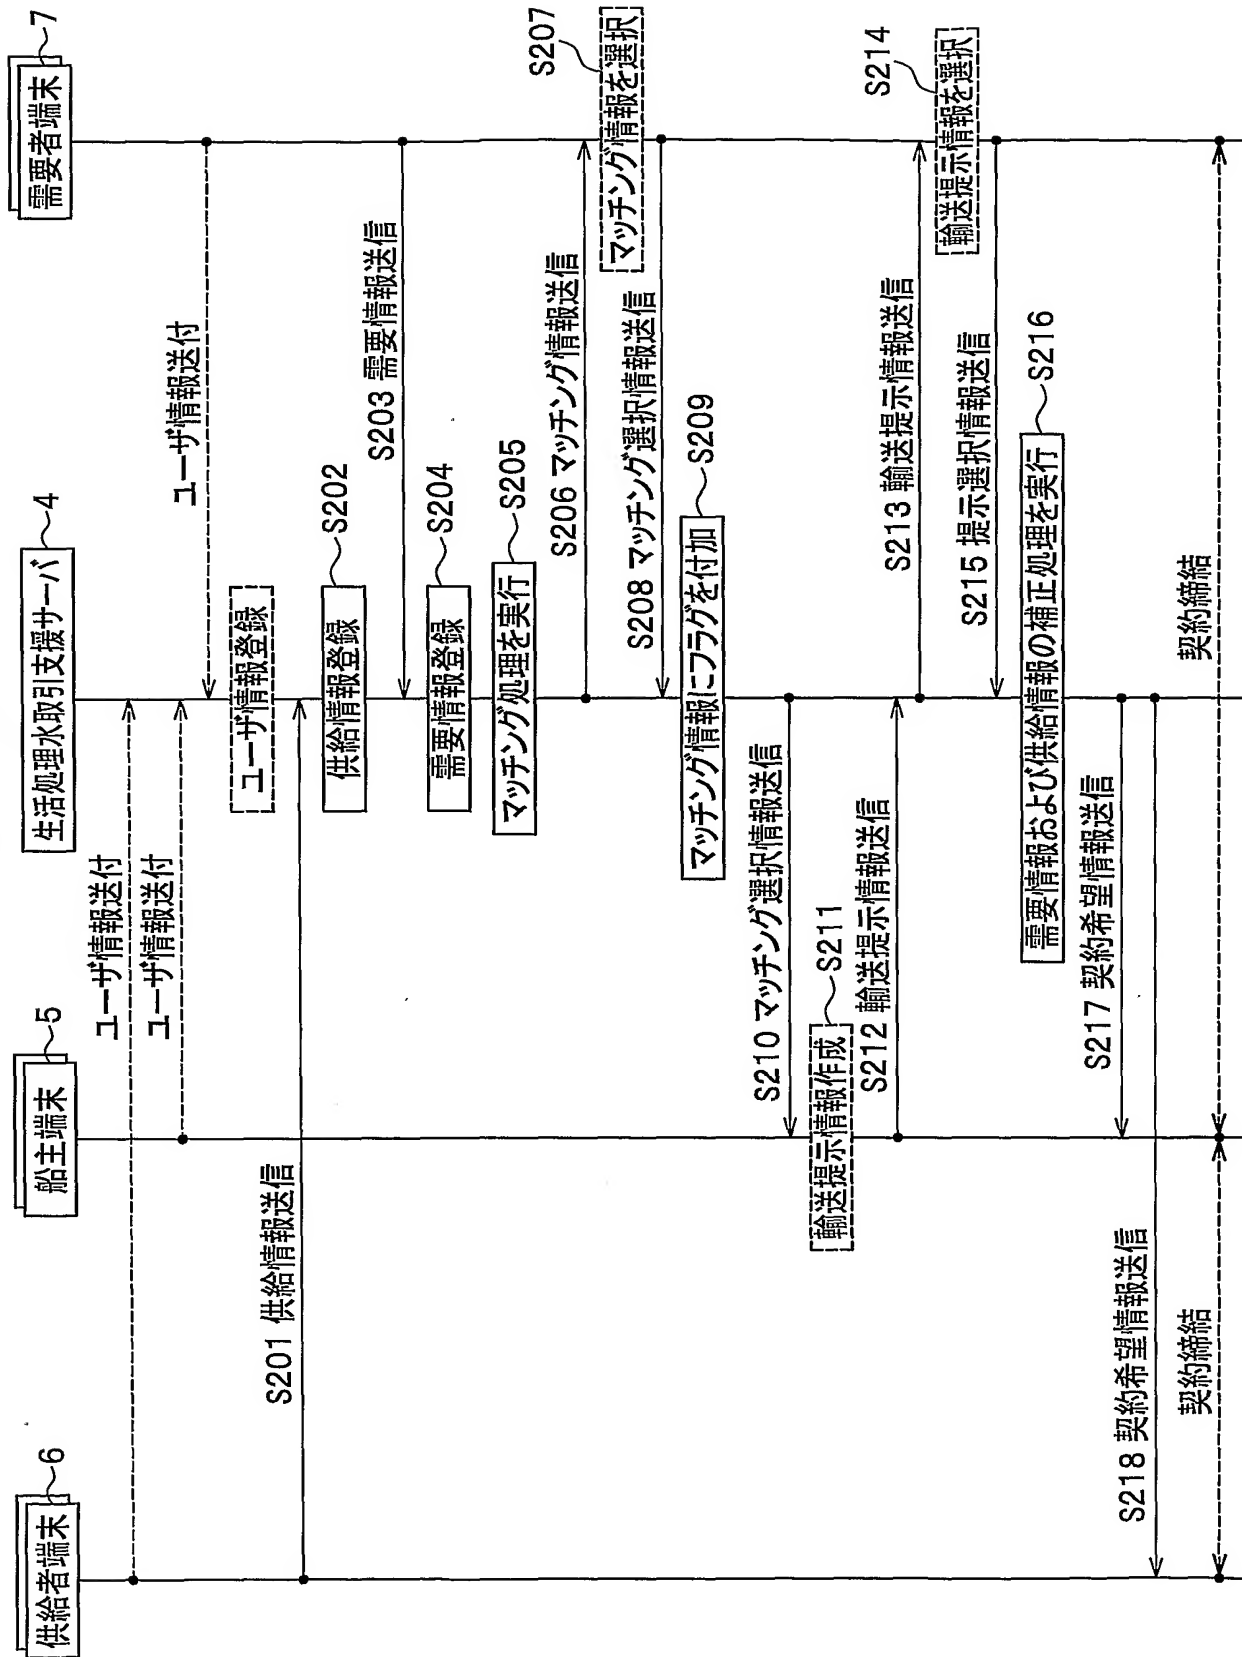 供給者端末 6
船主端末 5
生活処理水取引支援サーバ 4
需要者端末 7
ユーザ情報送付
ユーザ情報送付
ユーザ情報送付
ユーザ情報登録
S201 供給情報送信
供給情報登録 S202
S203 需要情報送信
需要情報登録 S204
マッチング処理を実行 S205
S206 マッチング情報送信
マッチング情報を選択 S207
S208 マッチング選択情報送信
マッチング情報にフラグを付加 S209
S210 マッチング選択情報送信
輸送提示情報作成 S211
S212 輸送提示情報送信
S213 輸送提示情報送信
輸送提示情報を選択 S214
S215 提示選択情報送信
需要情報および供給情報の補正処理を実行 S216
S217 契約希望情報送信
S218 契約希望情報送信
契約締結
契約締結